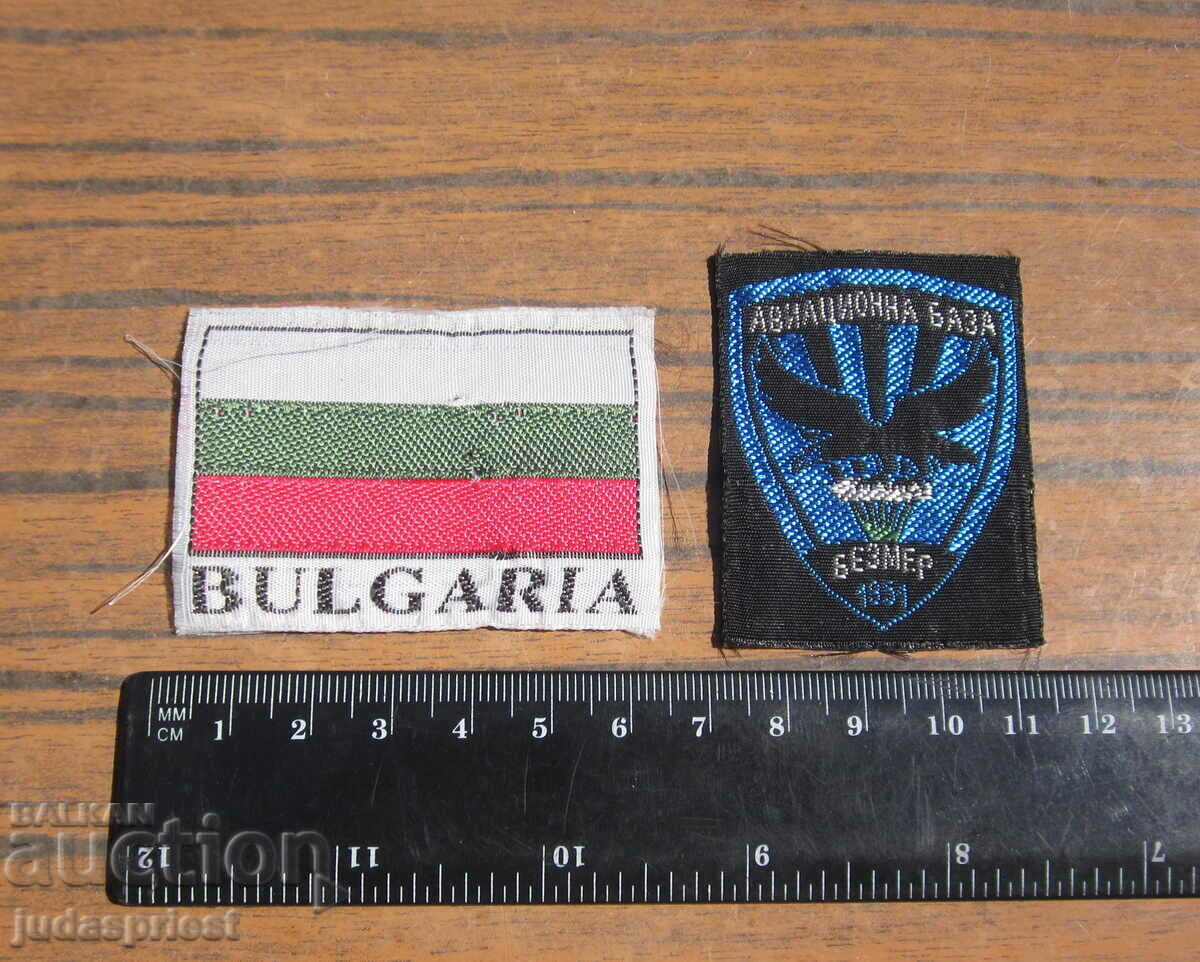 BULGARIA
АВИАЦИОННА БАЗА
БЕЗМЕР
1951
MM
CM
1 2 3 4 5 6 7 8 9 10 11 12 13
12 11 10 9 8 7
BALKAN
auction
judaspriest